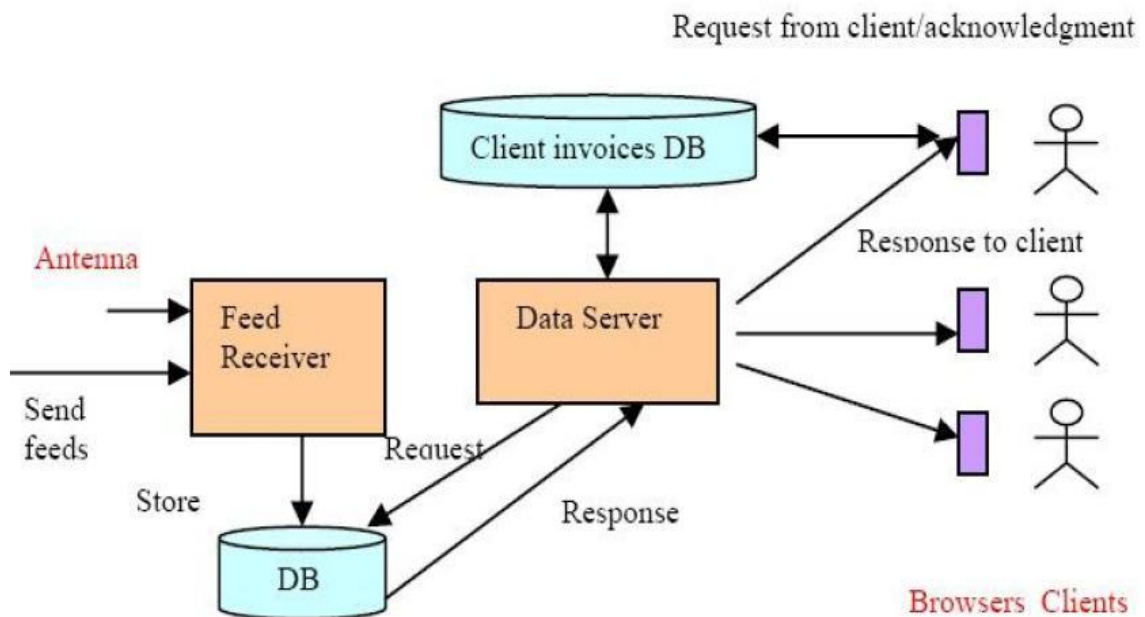 Request from client/acknowledgment
Client invoices DB
Antenna
Response to client
Feed
Receiver
Data Server
Send
feeds
Request
Store
Response
DB
Browsers Clients